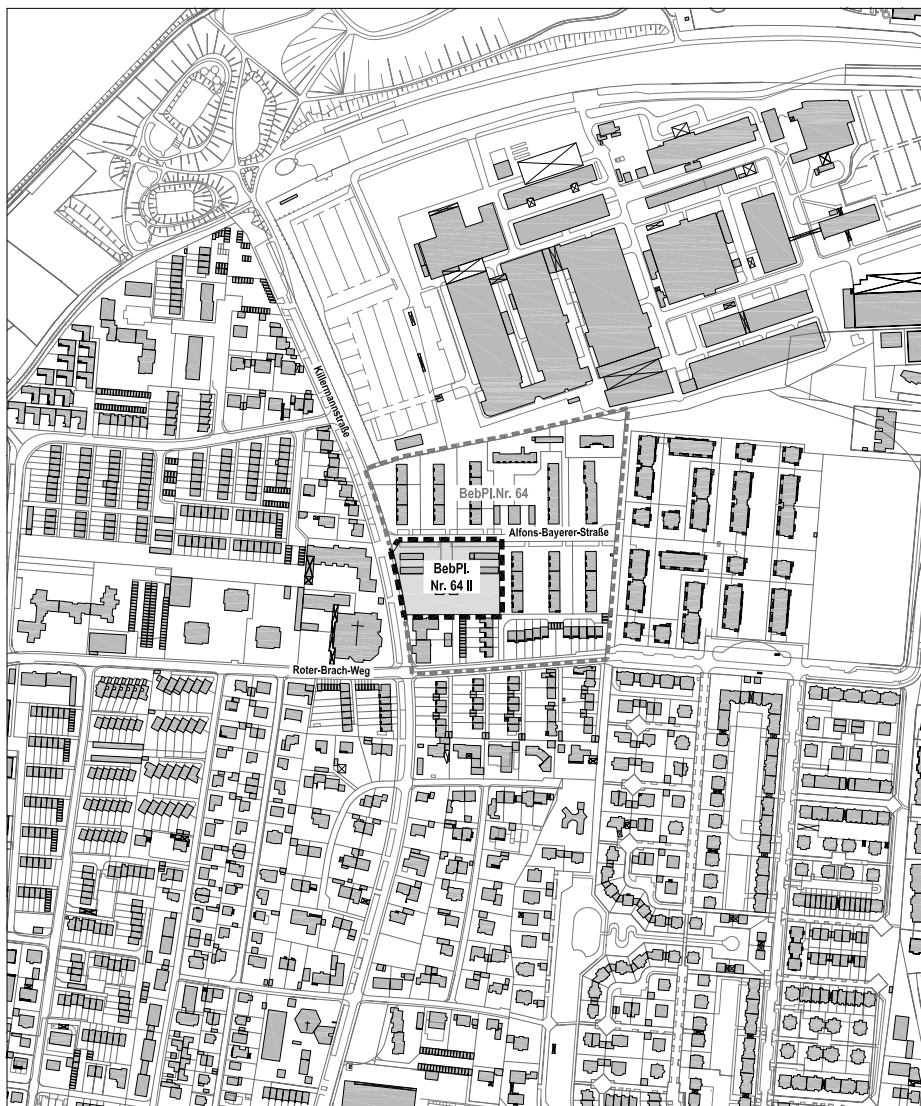 Killermannstraße
BebPl.Nr. 64
Alfons-Bayerer-Straße
BebPl.
Nr. 64 II
Roter-Brach-Weg